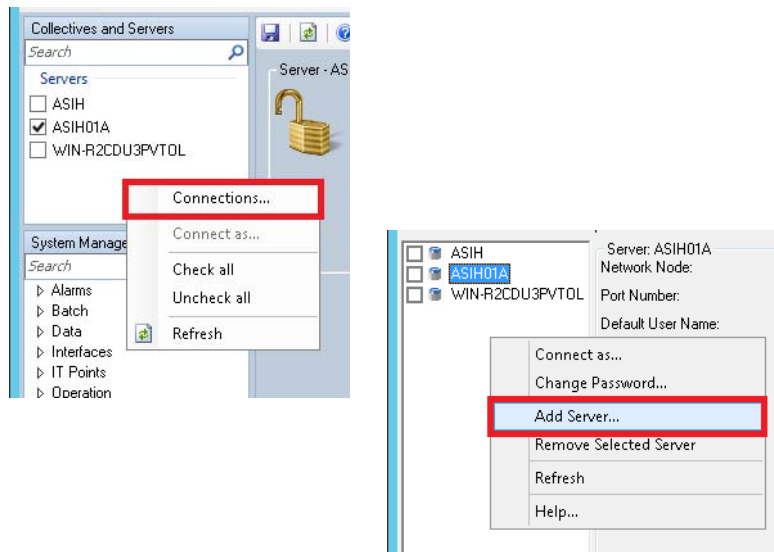 Collectives and Servers
Search
Servers
ASIH
ASIH01A
WIN-R2CDU3PVTOL
Server - AS
Connections...
Connect as...
Check all
Uncheck all
Refresh
System Manage
Search
Alarms
Batch
Data
Interfaces
IT Points
Operation
ASIH
ASIH01A
WIN-R2CDU3PVTOL
Server: ASIH01A
Network Node:
Port Number:
Default User Name:
Connect as...
Change Password...
Add Server...
Remove Selected Server
Refresh
Help...